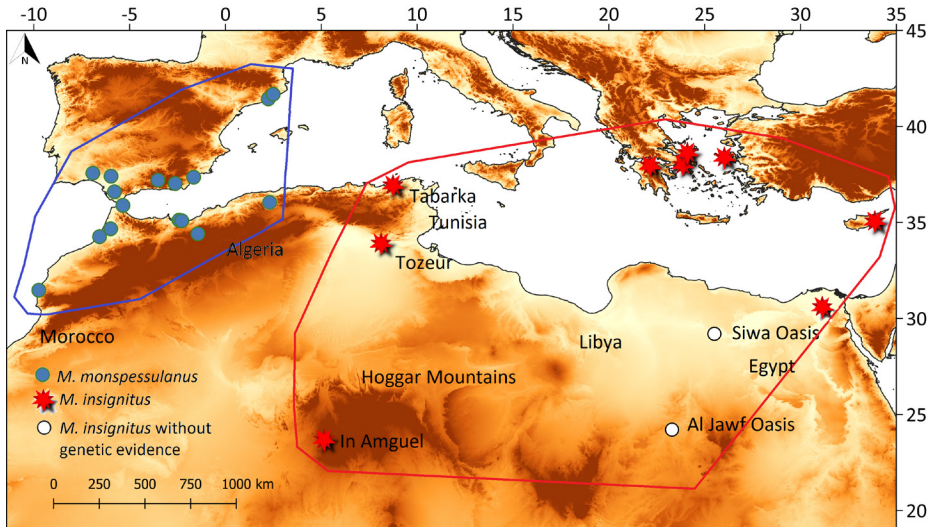 -10 -5 0 5 10 15 20 25 30 35
45
40
35
30
25
20
Tabarka
Tunisia
Algeria
Tozeur
Morocco
Libya
Siwa Oasis
Egypt
Hoggar Mountains
Al Jawf Oasis
In Amguel
M. monspessulanus
M. insignitus
M. insignitus without
genetic evidence
0 250 500 750 1000 km